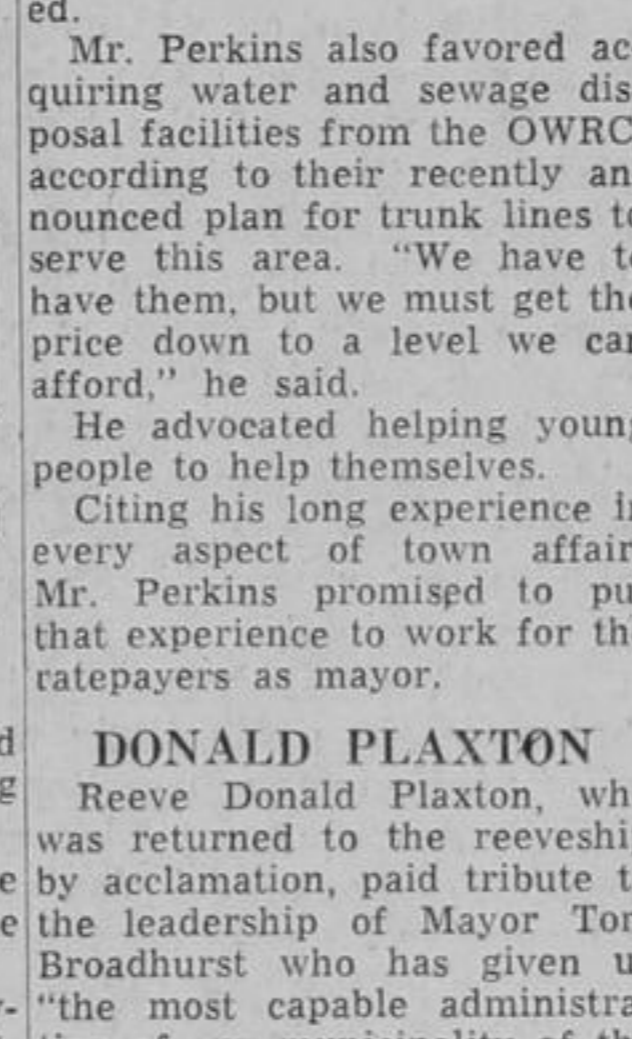 ed.
Mr. Perkins also favored ac
quiring water and sewage dis
posal facilities from the OWRC
according to their recently an
nounced plan for trunk lines to
serve this area. "We have to
have them, but we must get the
price down to a level we can
afford," he said.
He advocated helping young
people to help themselves.
Citing his long experience in
every aspect of town affair
Mr. Perkins promised to pu
that experience to work for th
ratepayers as mayor.
DONALD PLAXTON
Reeve Donald Plaxton, wh
was returned to the reeveshi
by acclamation, paid tribute t
the leadership of Mayor Tom
Broadhurst who has given u
"the most capable administra